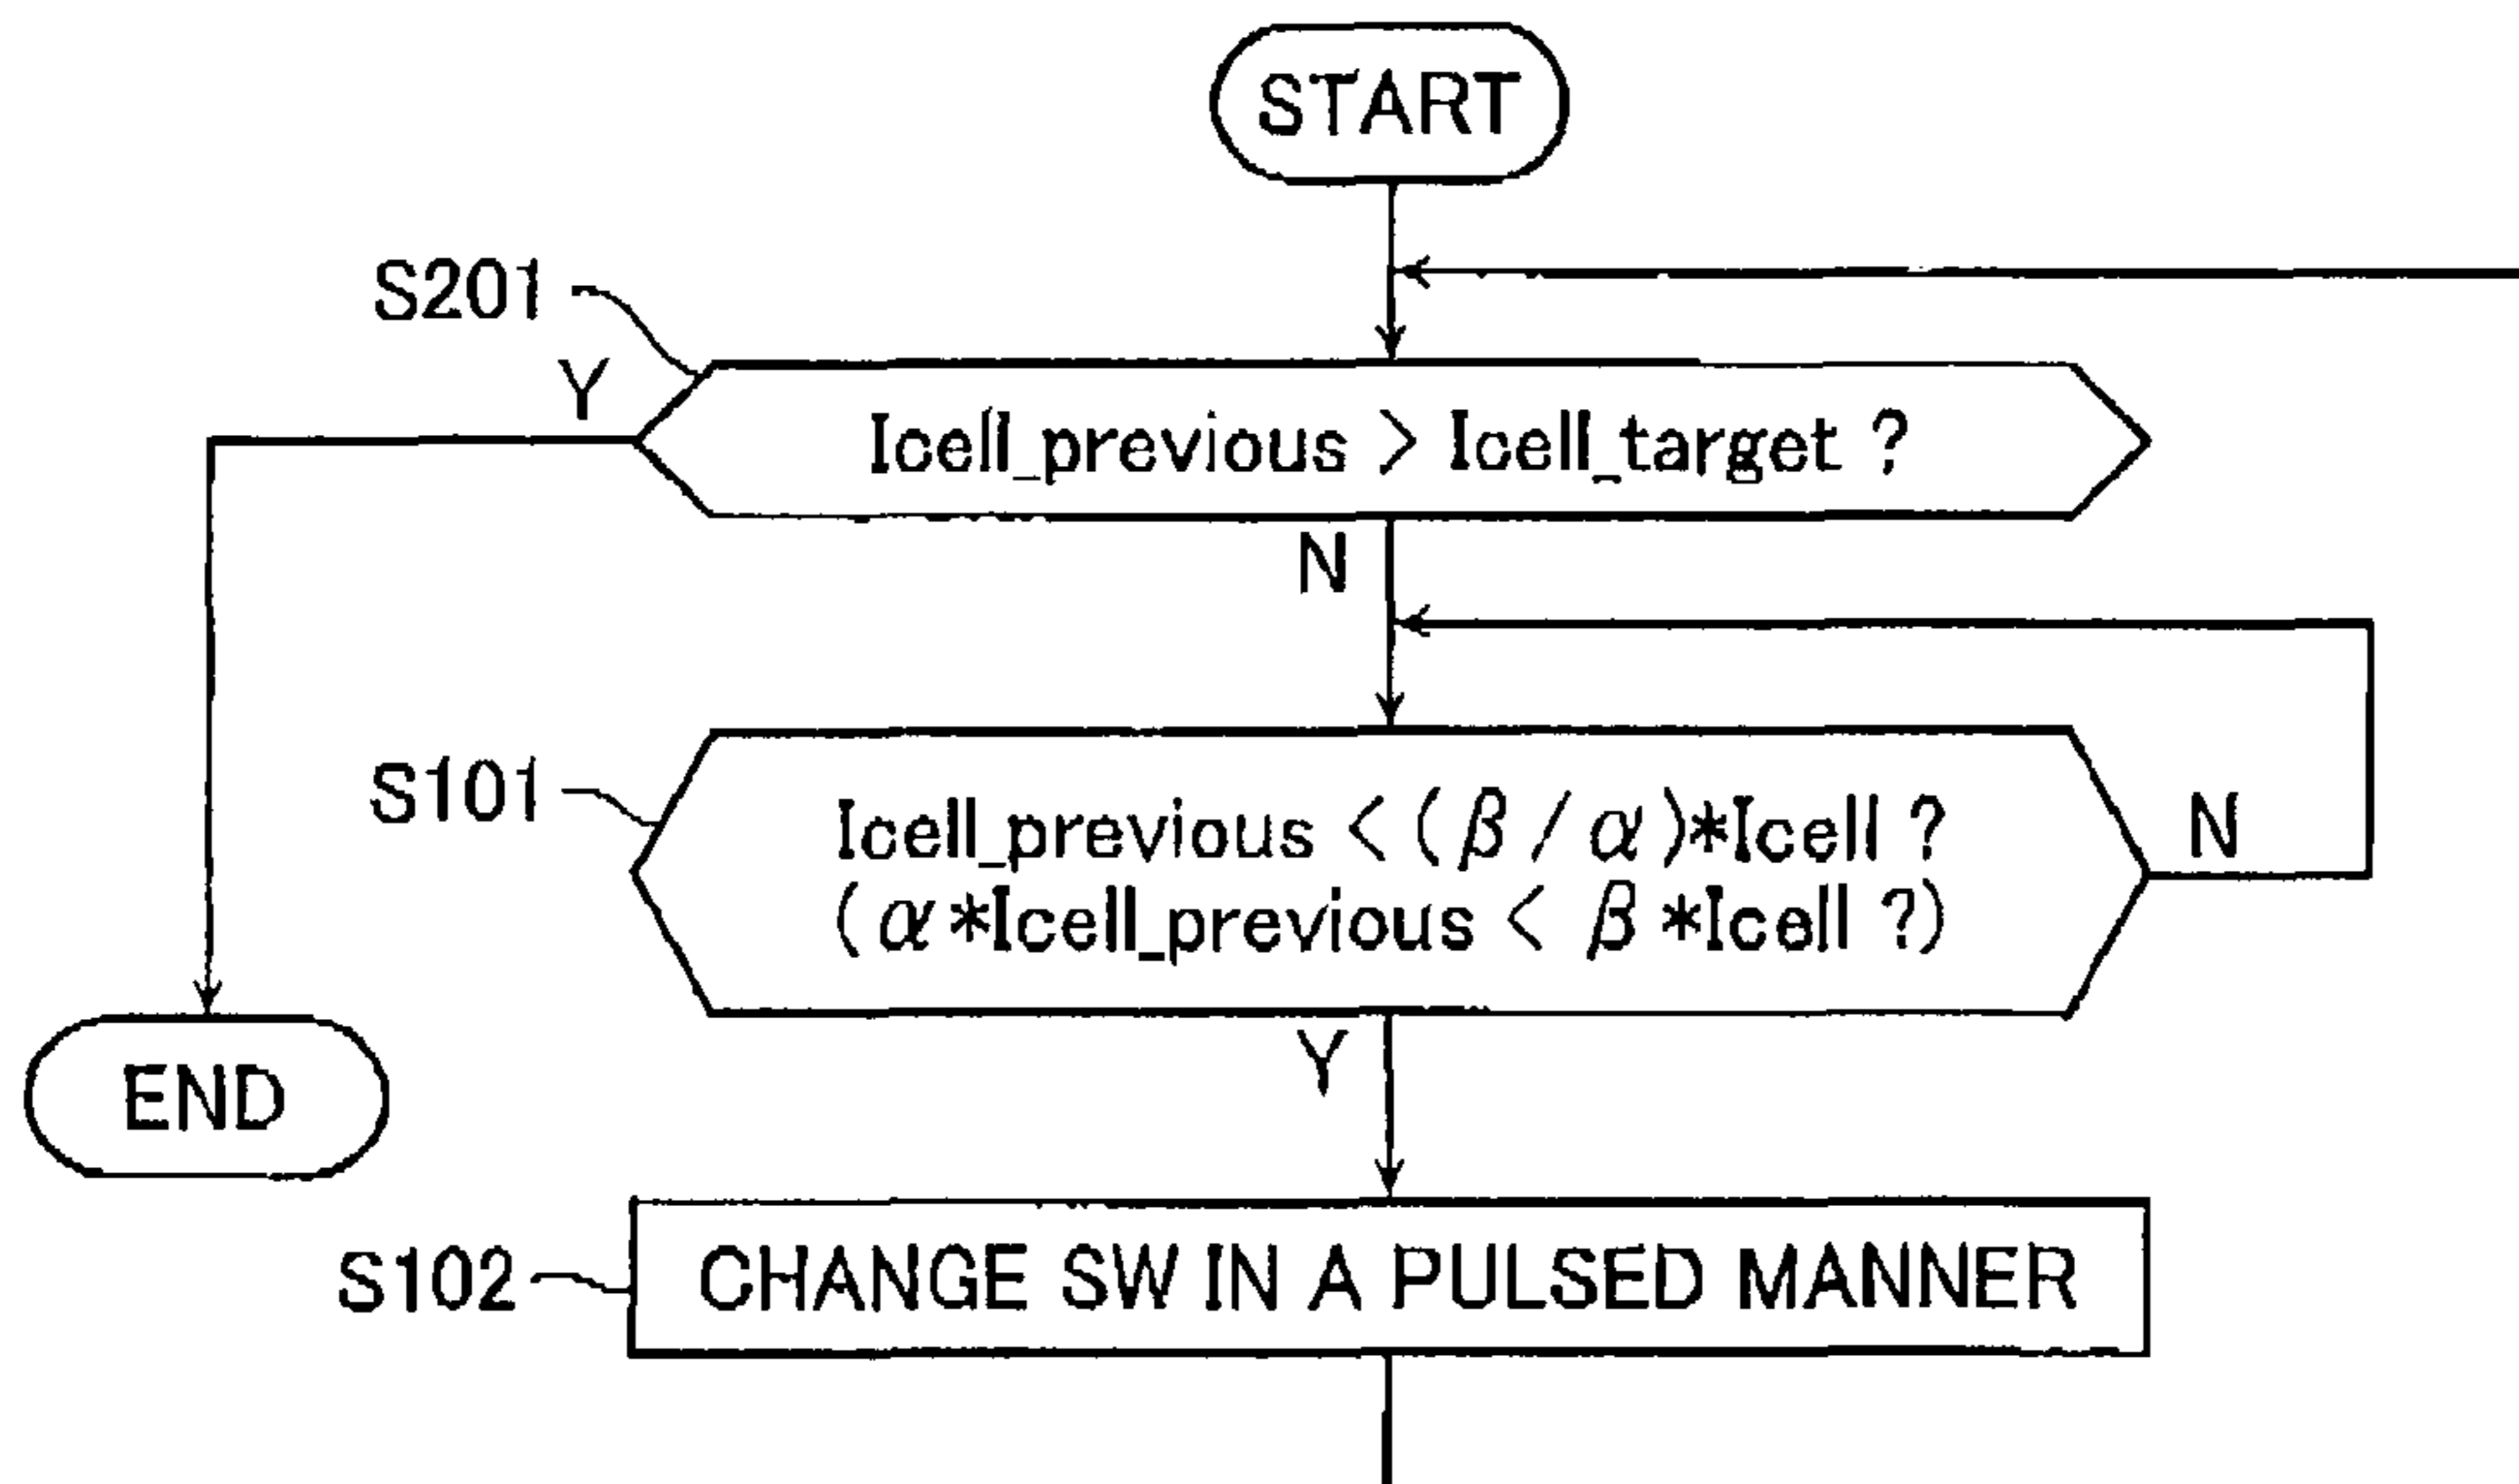 START
S201
Y
Icell_previous > Icell_target ?
N
S101
Icell_previous < ( β / α )*Icell ?
( α *Icell_previous < β *Icell ?)
N
Y
END
S102
CHANGE SW IN A PULSED MANNER